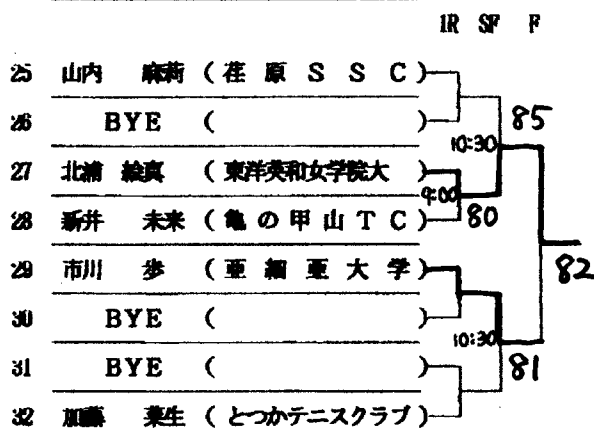 1R SF F
25 山内 麻莉 (荏原SSC)
26 BYE ( )
85
10:30
27 北浦 絵真 (東洋英和女学院大)
9:00
80
28 新井 未来 (亀の甲山TC)
29 市川 歩 (亜細亜大学)
82
30 BYE ( )
10:30
31 BYE ( )
81
32 加藤 葉生 (とつかテニスクラブ)